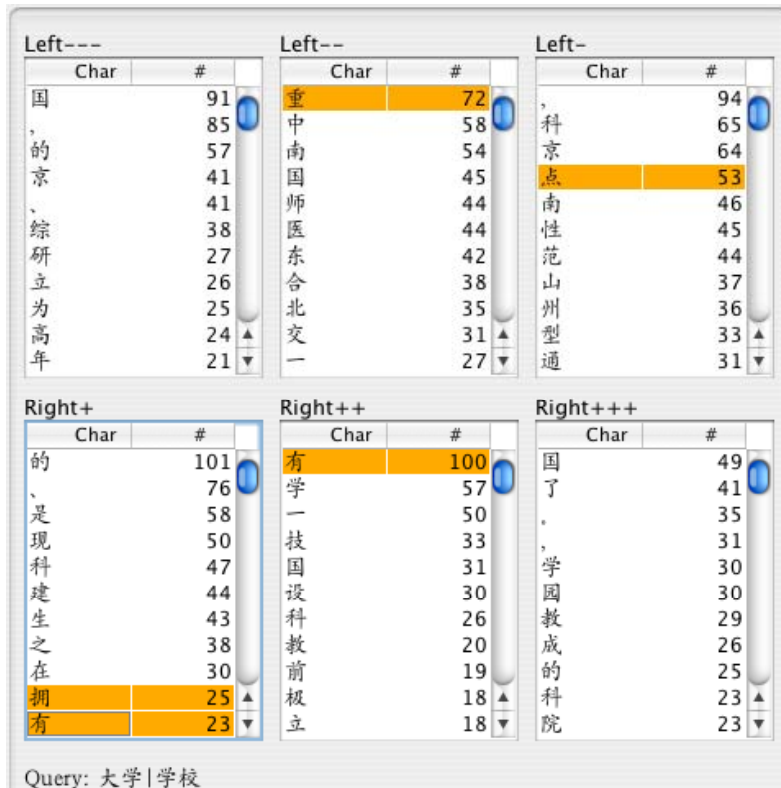 Left--- Left-- Left-
Char # Char # Char #
国 91 重 72 , 94
, 85 中 58 科 65
的 57 南 54 京 64
京 41 国 45 点 53
、 41 师 44 南 46
综 38 医 44 性 45
研 27 东 42 范 44
立 26 合 38 山 37
为 25 北 35 州 36
高 24 交 31 型 33
年 21 一 27 通 31
Right+ Right++ Right+++
Char # Char # Char #
的 101 有 100 国 49
、 76 学 57 了 41
是 58 一 50 。 35
现 50 技 33 , 31
科 47 国 31 学 30
建 44 设 30 园 30
生 43 科 26 教 29
之 38 教 20 成 26
在 30 前 19 的 25
拥 25 极 18 科 23
有 23 立 18 院 23
Query: 大学|学校